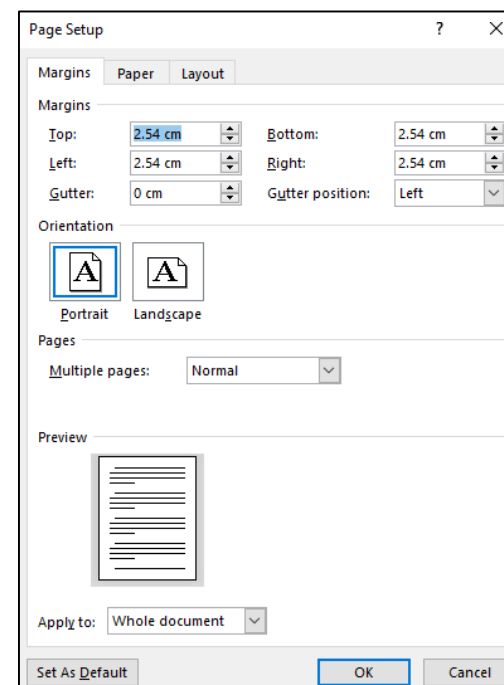 Page Setup ?
Margins Paper Layout
Margins
Top: 2.54 cm Bottom: 2.54 cm
Left: 2.54 cm Right: 2.54 cm
Gutter: 0 cm Gutter position: Left
Orientation
A A
Portrait Landscape
Pages
Multiple pages: Normal
Preview
Apply to: Whole document
Set As Default OK Cancel